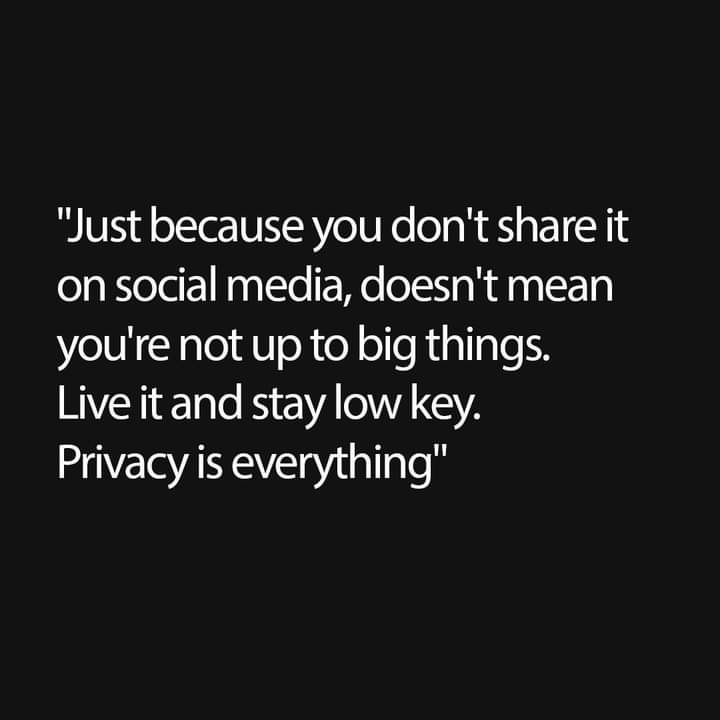 "Just because you don't share it
on social media, doesn't mean
you're not up to big things.
Live it and stay low key.
Privacy is everything"